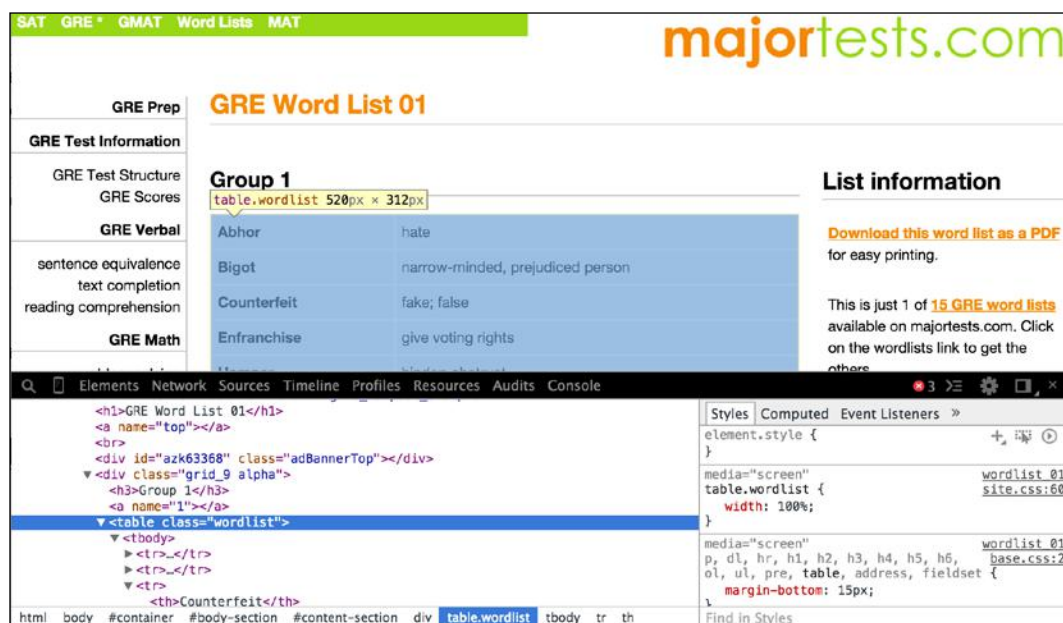 SAT GRE * GMAT Word Lists MAT
majortests.com
GRE Prep
GRE Test Information
GRE Test Structure
GRE Scores
GRE Verbal
sentence equivalence
text completion
reading comprehension
GRE Math
GRE Word List 01
Group 1
table.wordlist 520px × 312px
Abhor hate
Bigot narrow-minded, prejudiced person
Counterfeit fake; false
Enfranchise give voting rights
List information
Download this word list as a PDF
for easy printing.
This is just 1 of 15 GRE word lists
available on majortests.com. Click
on the wordlists link to get the
others
Elements Network Sources Timeline Profiles Resources Audits Console
3
<h1>GRE Word List 01</h1>
<a name="top"></a>
<br>
<div id="azk63368" class="adBannerTop"></div>
▼<div class="grid_9 alpha">
<h3>Group 1</h3>
<a name="1"></a>
▼<table class="wordlist">
▼<tbody>
▶<tr>…</tr>
▶<tr>…</tr>
▼<tr>
<th>Counterfeit</th>
html body #container #body-section #content-section div table.wordlist tbody tr th
Styles Computed Event Listeners »
element.style {
}
media="screen" wordlist 01
table.wordlist { site.css:60
width: 100%;
}
media="screen" wordlist 01
p, dl, hr, h1, h2, h3, h4, h5, h6, base.css:2
ol, ul, pre, table, address, fieldset {
margin-bottom: 15px;
}
Find in Styles